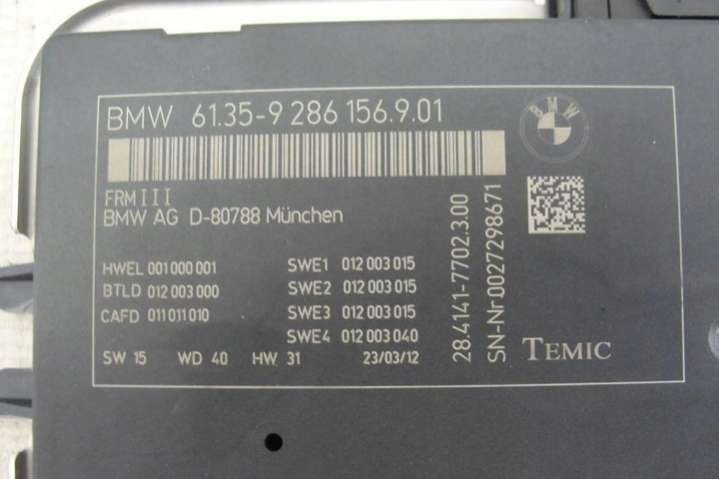 BMW 61.35-9 286 156.9.01
BMW
FRM III
BMW AG D-80788 München
HWEL 001 000 001
BTLD 012 003 000
CAFD 011 011 010
SWE1 012 003 015
SWE2 012 003 015
SWE3 012 003 015
SWE4 012 003 040
SW 15 WD 40 HW 31 23/03/12
28.4141-7702.3.00
SN-Nr 0027298671
TEMIC